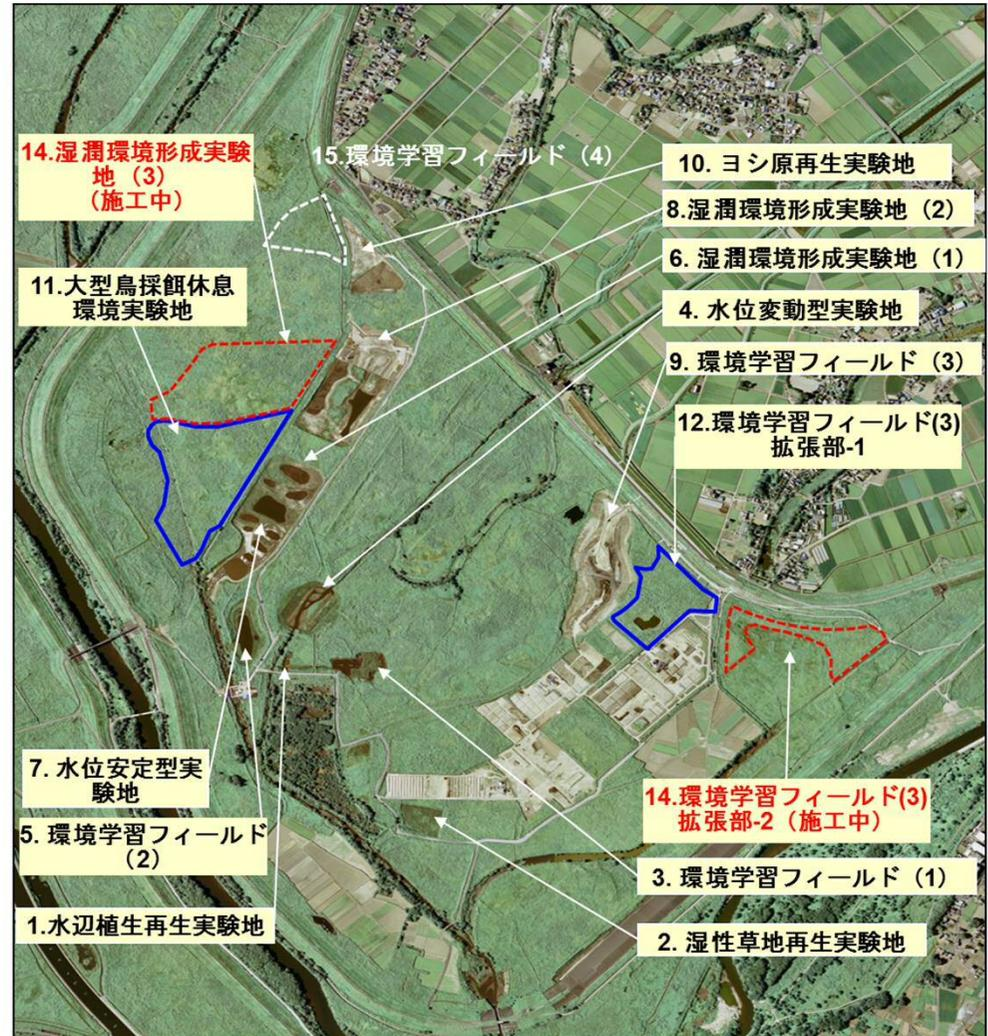 14.湿潤環境形成実験
地（3）
（施工中）
15.環境学習フィールド（4）
10. ヨシ原再生実験地
8.湿潤環境形成実験地（2）
6. 湿潤環境形成実験地（1）
11.大型鳥採餌休息
環境実験地
4. 水位変動型実験地
9. 環境学習フィールド（3）
12.環境学習フィールド(3)
拡張部-1
7. 水位安定型実
験地
14.環境学習フィールド(3)
拡張部-2（施工中）
5. 環境学習フィールド
（2）
3. 環境学習フィールド（1）
1.水辺植生再生実験地
2. 湿性草地再生実験地